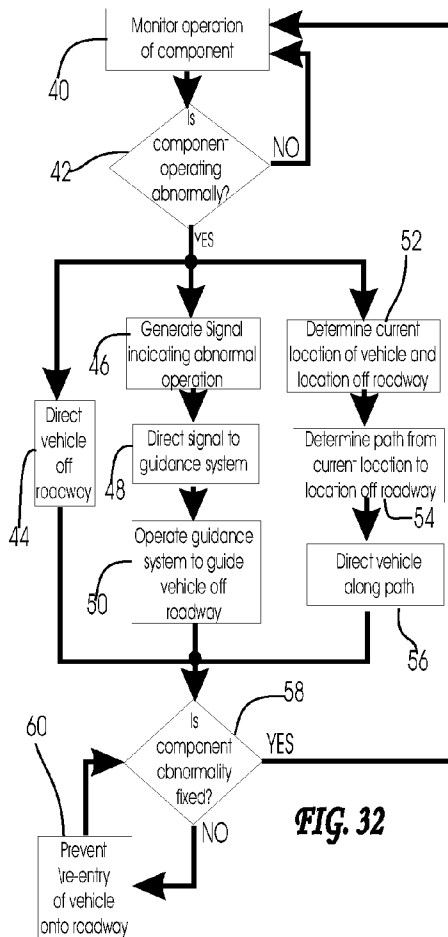 Monitor operation
of component
40
Is
component
operating
abnormally?
42
NO
YES
52
Generate Signal
indicating abnormal
operation
46
Determine current
location of vehicle and
location off roadway
Direct
vehicle
off
roadway
44
Direct signal to
guidance system
48
Determine path from
current location to
location off roadway
54
Operate guidance
system to guide
vehicle off
roadway
50
Direct vehicle
along path
56
58
Is
component
abnormality
fixed?
YES
60
NO
FIG. 32
Prevent
\re-entry
of vehicle
onto roadway